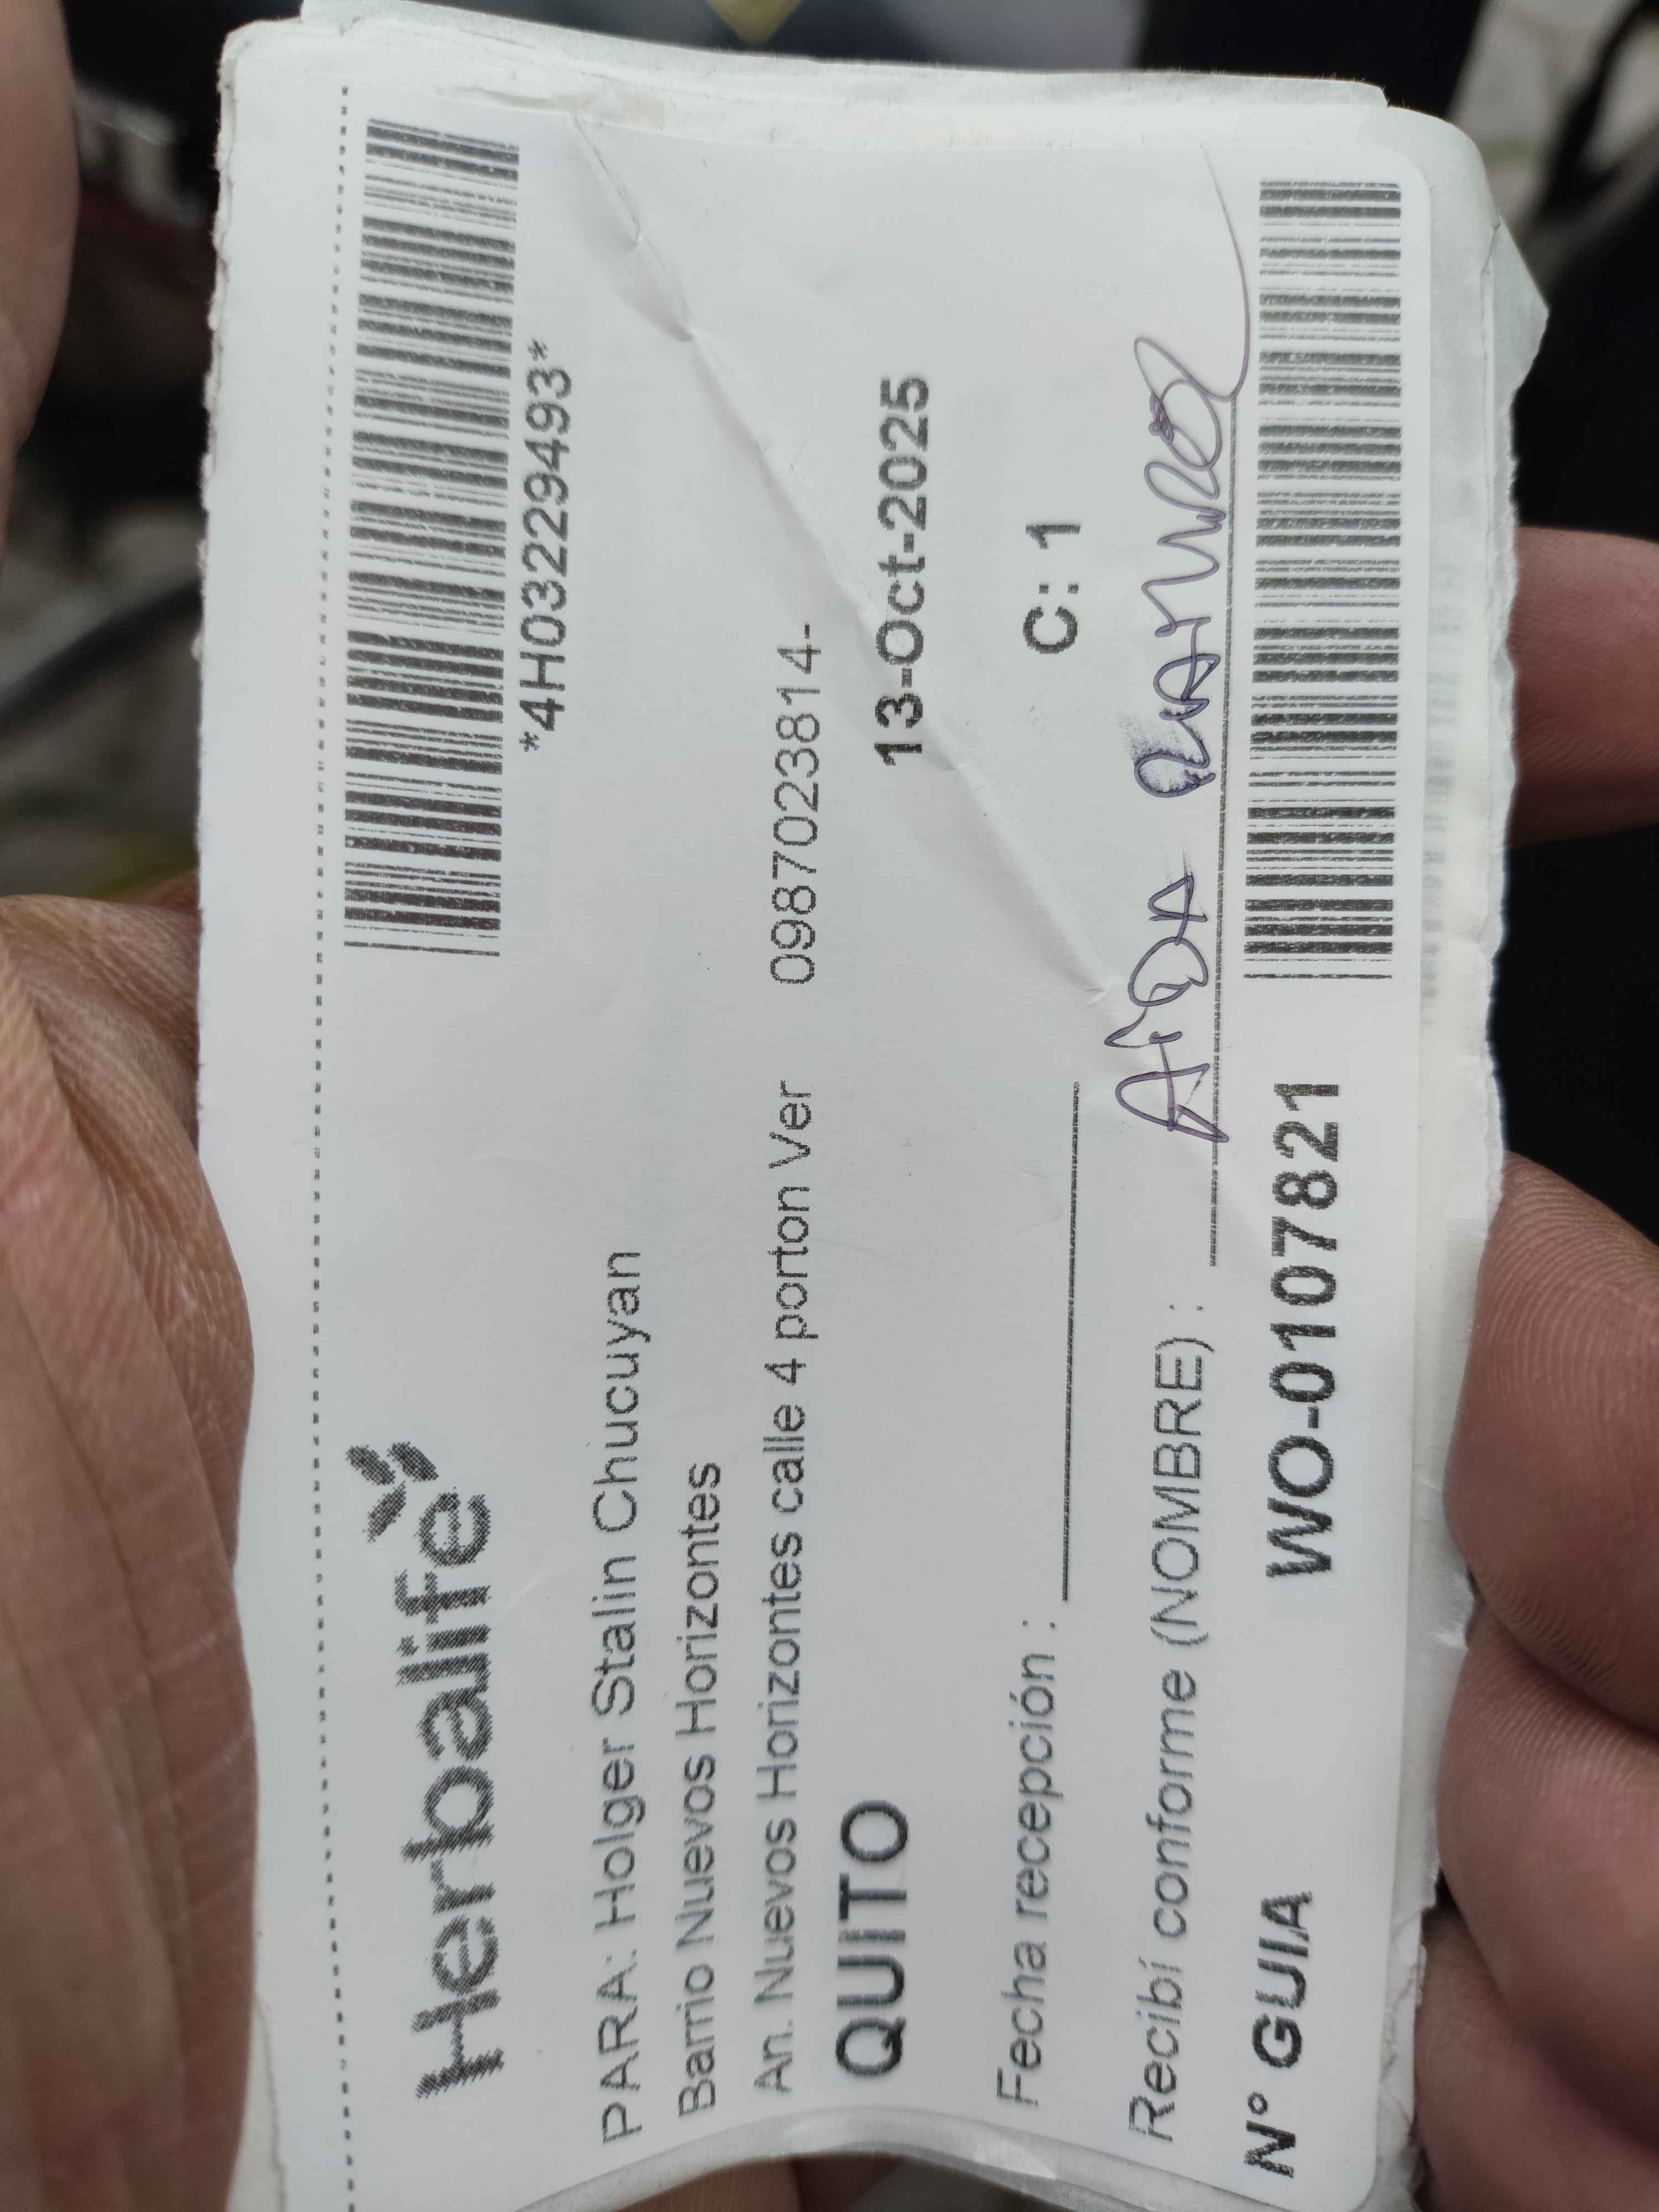 Herbalife
*4H03229493*
PARA: Holger Stalin Chucuyan
Barrio Nuevos Horizontes
An. Nuevos Horizontes calle 4 porton Ver 0987023814-
QUITO 13-Oct-2025
Fecha recepción :
C: 1
Recibí conforme (NOMBRE) : AiDA
N° GUIA WO-0107821